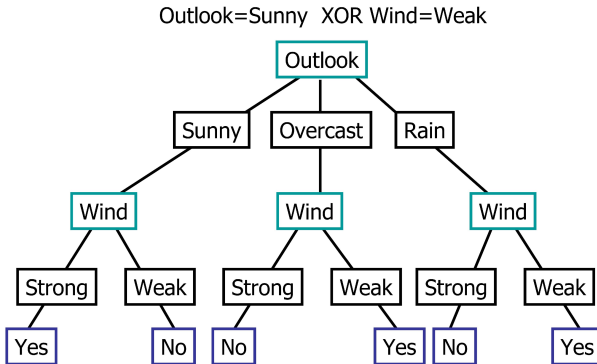 Outlook=Sunny XOR Wind=Weak
Outlook
Sunny Overcast Rain
Wind Wind Wind
Strong Weak Strong Weak Strong Weak
Yes No No Yes No Yes